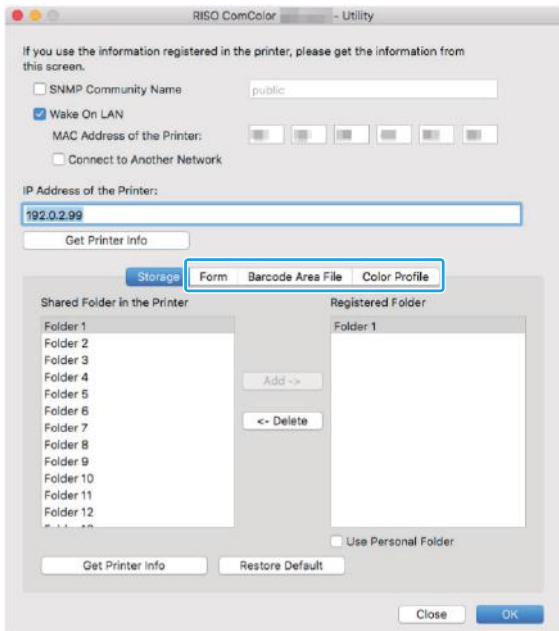 RISO ComColor - Utility
If you use the information registered in the printer, please get the information from
this screen.
SNMP Community Name
public
Wake On LAN
MAC Address of the Printer:
Connect to Another Network
IP Address of the Printer:
192.0.2.99
Get Printer Info
Storage Form Barcode Area File Color Profile
Shared Folder in the Printer Registered Folder
Folder 1 Folder 1
Folder 2
Folder 3
Folder 4
Folder 5
Folder 6
Folder 7
Folder 8
Folder 9
Folder 10
Folder 11
Folder 12
Add ->
<- Delete
Use Personal Folder
Get Printer Info Restore Default
Close OK